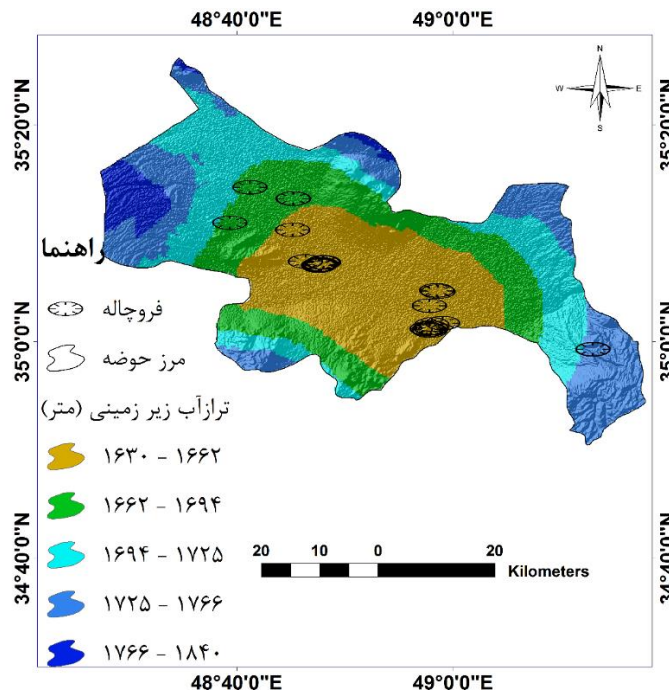 48°40'0"E 49°0'0"E
N
W E
S
35°20'0"N 35°20'0"N
راهنما
فروچاله
35°0'0"N 35°0'0"N
مرز حوضه
ترازآب زیر زمینی (متر)
۱۶۳۰ - ۱۶۶۲
۱۶۶۲ - ۱۶۹۴
۱۶۹۴ - ۱۷۲۵
34°40'0"N 34°40'0"N
20 10 0 20
Kilometers
۱۷۲۵ - ۱۷۶۶
۱۷۶۶ - ۱۸۴۰
48°40'0"E 49°0'0"E